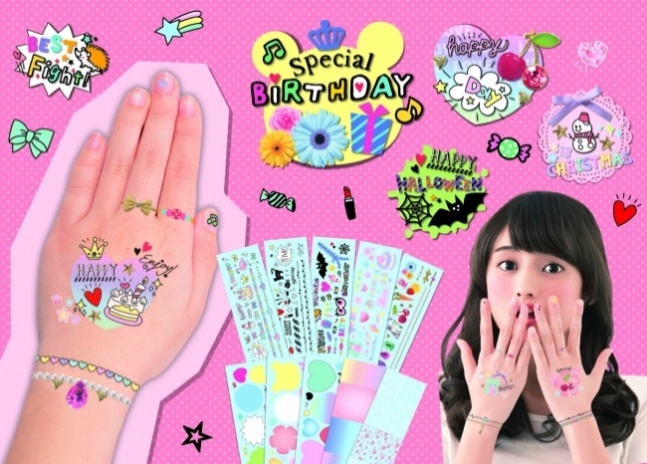 BEST
Fight!
Special
BIRTHDAY
happy
Day
HAPPY
HALLOWEEN
CHRISTMAS
HAPPY
Enjoy!